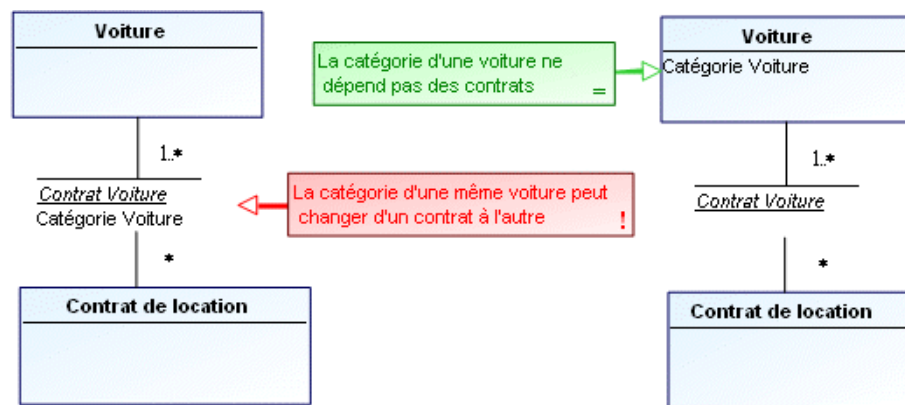 Voiture
1..*
Contrat Voiture
Catégorie Voiture
*
Contrat de location
La catégorie d'une voiture ne
dépend pas des contrats
=
La catégorie d'une même voiture peut
changer d'un contrat à l'autre
!
Voiture
Catégorie Voiture
1..*
Contrat Voiture
*
Contrat de location